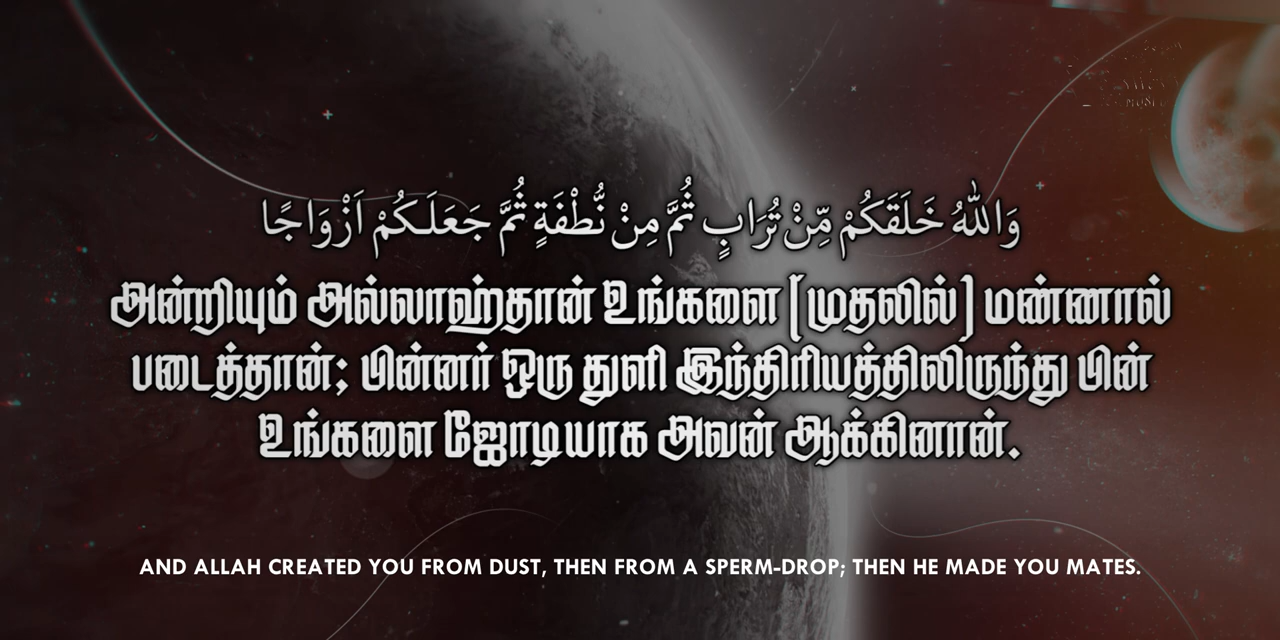 وَاللّٰهُ خَلَقَكُمْ مِّنْ تُرَابٍ ثُمَّ مِنْ نُّطْفَةٍ ثُمَّ جَعَلَـكُمْ اَزْوَاجًا
அன்றியும் அல்லாஹ்தான் உங்களை (முதலில்) மண்ணால்
படைத்தான்; பின்னர் ஒரு துளி இந்திரியத்திலிருந்து பின்
உங்களை ஜோடியாக அவன் ஆக்கினான்.
AND ALLAH CREATED YOU FROM DUST, THEN FROM A SPERM-DROP; THEN HE MADE YOU MATES.